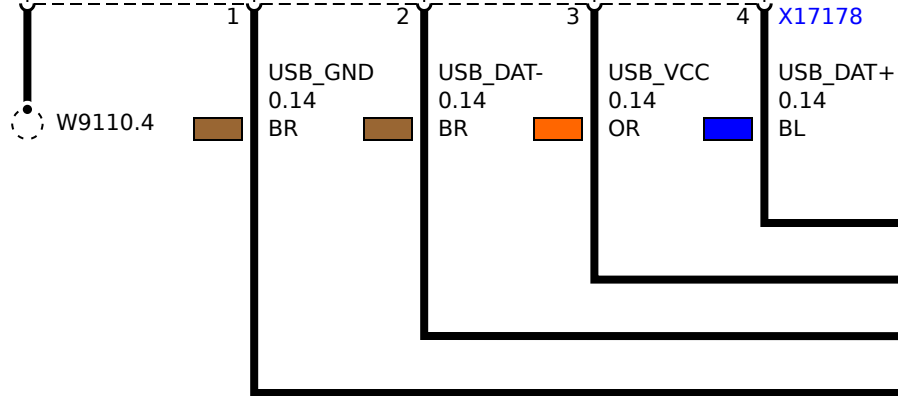 1
2
3
4
X17178
USB_GND
0.14
BR
USB_DAT-
0.14
BR
USB_VCC
0.14
OR
USB_DAT+
0.14
BL
W9110.4